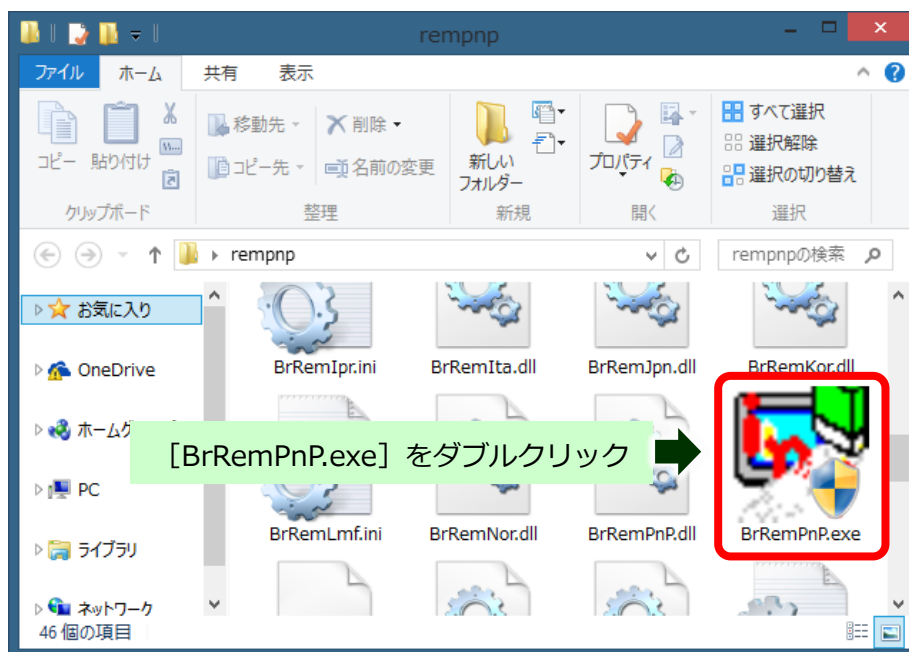 rempnp
ファイル ホーム 共有 表示
コピー 貼り付け 移動先 コピー先 削除 名前の変更 新しい フォルダー プロパティ すべて選択 選択解除 選択の切り替え
クリップボード 整理 新規 開く 選択
rempnp rempnpの検索
お気に入り
OneDrive
PC
ライブラリ
ネットワーク
BrRemIpr.ini BrRemIta.dll BrRemJpn.dll BrRemKor.dll
［BrRemPnP.exe］をダブルクリック
BrRemLmf.ini BrRemNor.dll BrRemPnP.dll BrRemPnP.exe
46 個の項目